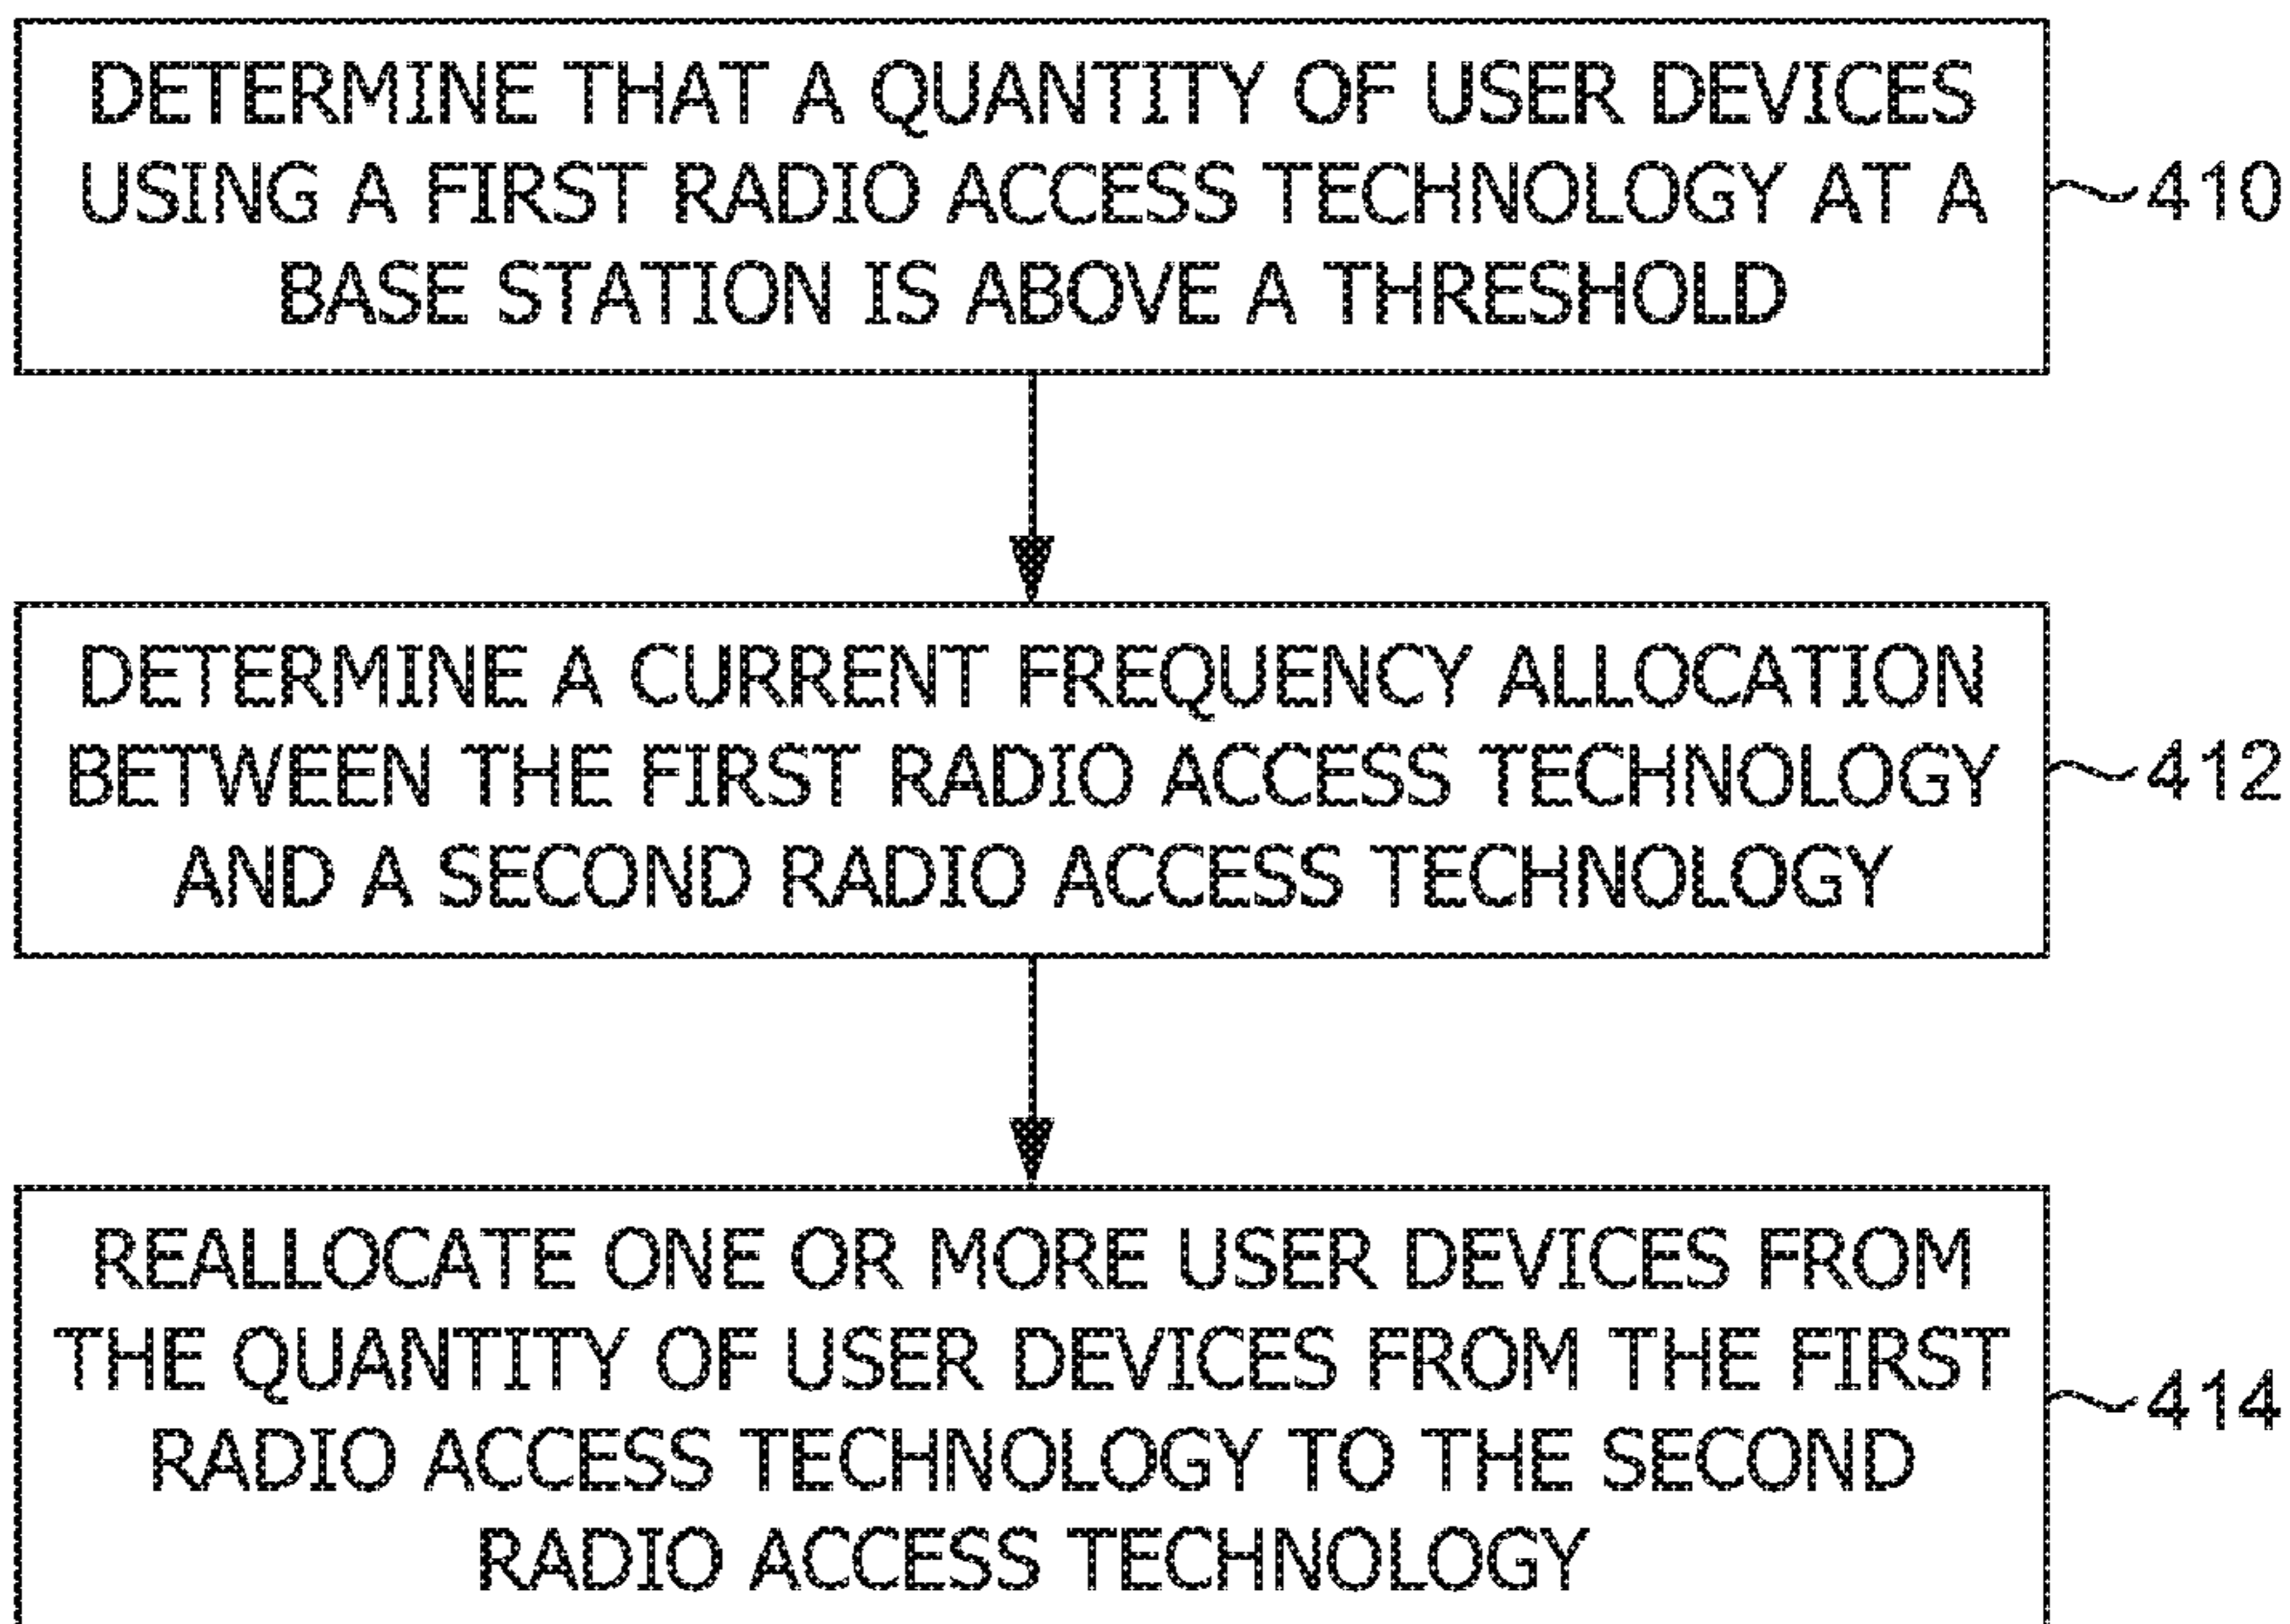 DETERMINE THAT A QUANTITY OF USER DEVICES
USING A FIRST RADIO ACCESS TECHNOLOGY AT A
BASE STATION IS ABOVE A THRESHOLD
410
DETERMINE A CURRENT FREQUENCY ALLOCATION
BETWEEN THE FIRST RADIO ACCESS TECHNOLOGY
AND A SECOND RADIO ACCESS TECHNOLOGY
412
REALLOCATE ONE OR MORE USER DEVICES FROM
THE QUANTITY OF USER DEVICES FROM THE FIRST
RADIO ACCESS TECHNOLOGY TO THE SECOND
RADIO ACCESS TECHNOLOGY
414